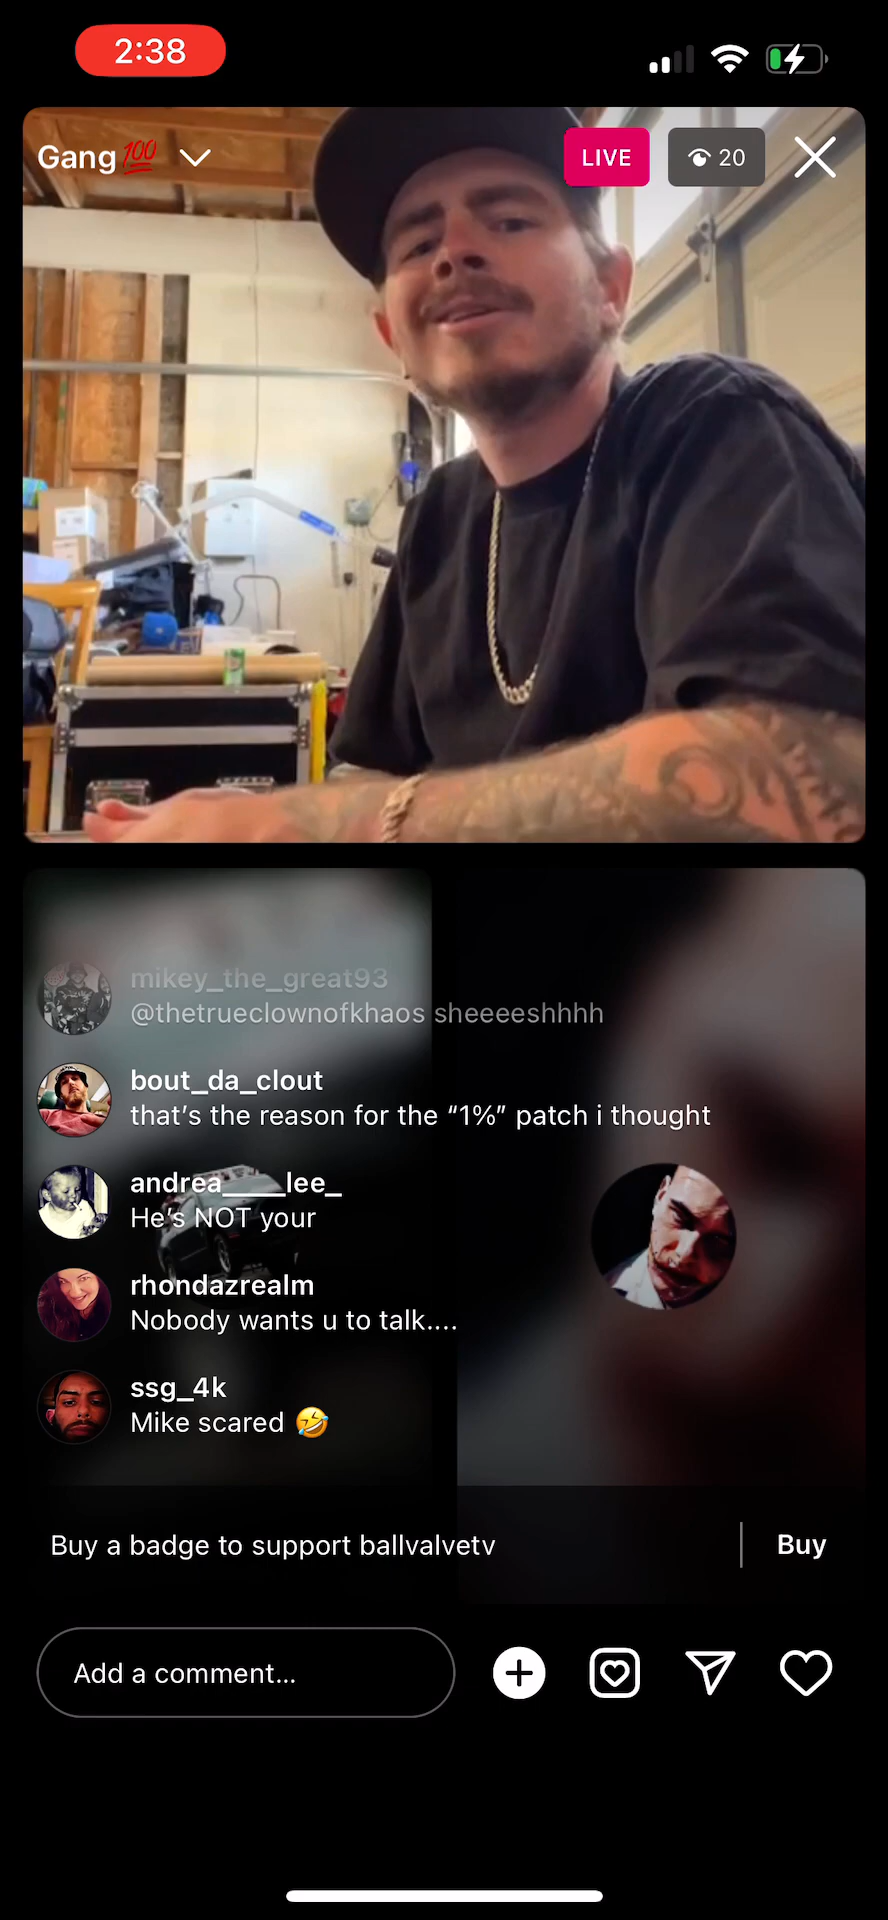 2:38
Gang💯
LIVE
20
mikey_the_great93
@thetrueclownofkhaos sheeeeshhhh
bout_da_clout
that’s the reason for the “1%” patch i thought
andrea____lee_
He’s NOT your
rhondazrealm
Nobody wants u to talk....
ssg_4k
Mike scared 🤣
Buy a badge to support ballvalvetv
Buy
Add a comment...